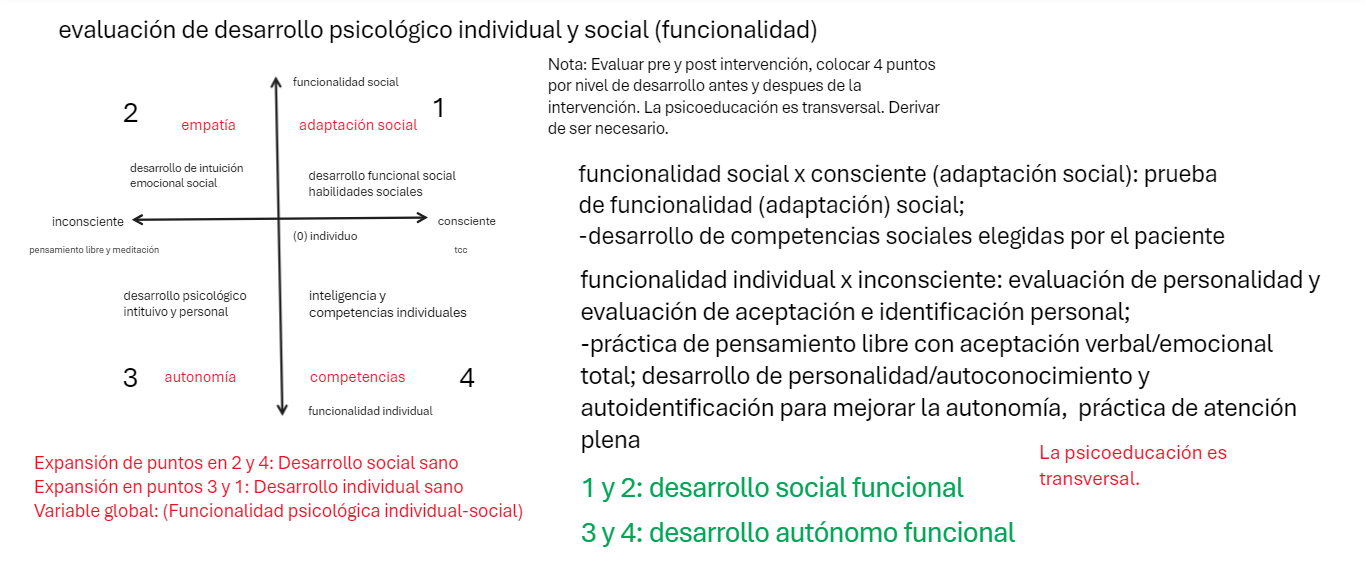 evaluación de desarrollo psicológico individual y social (funcionalidad)
Nota: Evaluar pre y post intervención, colocar 4 puntos
por nivel de desarrollo antes y despues de la
intervención. La psicoeducación es transversal. Derivar
de ser necesario.
funcionalidad social
2
1
empatía
adaptación social
desarrollo de intuición
emocional social
desarrollo funcional social
habilidades sociales
inconsciente
consciente
(0) individuo
pensamiento libre y meditación
tcc
desarrollo psicológico
intituivo y personal
inteligencia y
competencias individuales
3
autonomía
competencias
4
funcionalidad individual
Expansión de puntos en 2 y 4: Desarrollo social sano
Expansión en puntos 3 y 1: Desarrollo individual sano
Variable global: (Funcionalidad psicológica individual-social)
funcionalidad social x consciente (adaptación social): prueba
de funcionalidad (adaptación) social;
-desarrollo de competencias sociales elegidas por el paciente
funcionalidad individual x inconsciente: evaluación de personalidad y
evaluación de aceptación e identificación personal;
-práctica de pensamiento libre con aceptación verbal/emocional
total; desarrollo de personalidad/autoconocimiento y
autoidentificación para mejorar la autonomía, práctica de atención
plena
La psicoeducación es
transversal.
1 y 2: desarrollo social funcional
3 y 4: desarrollo autónomo funcional